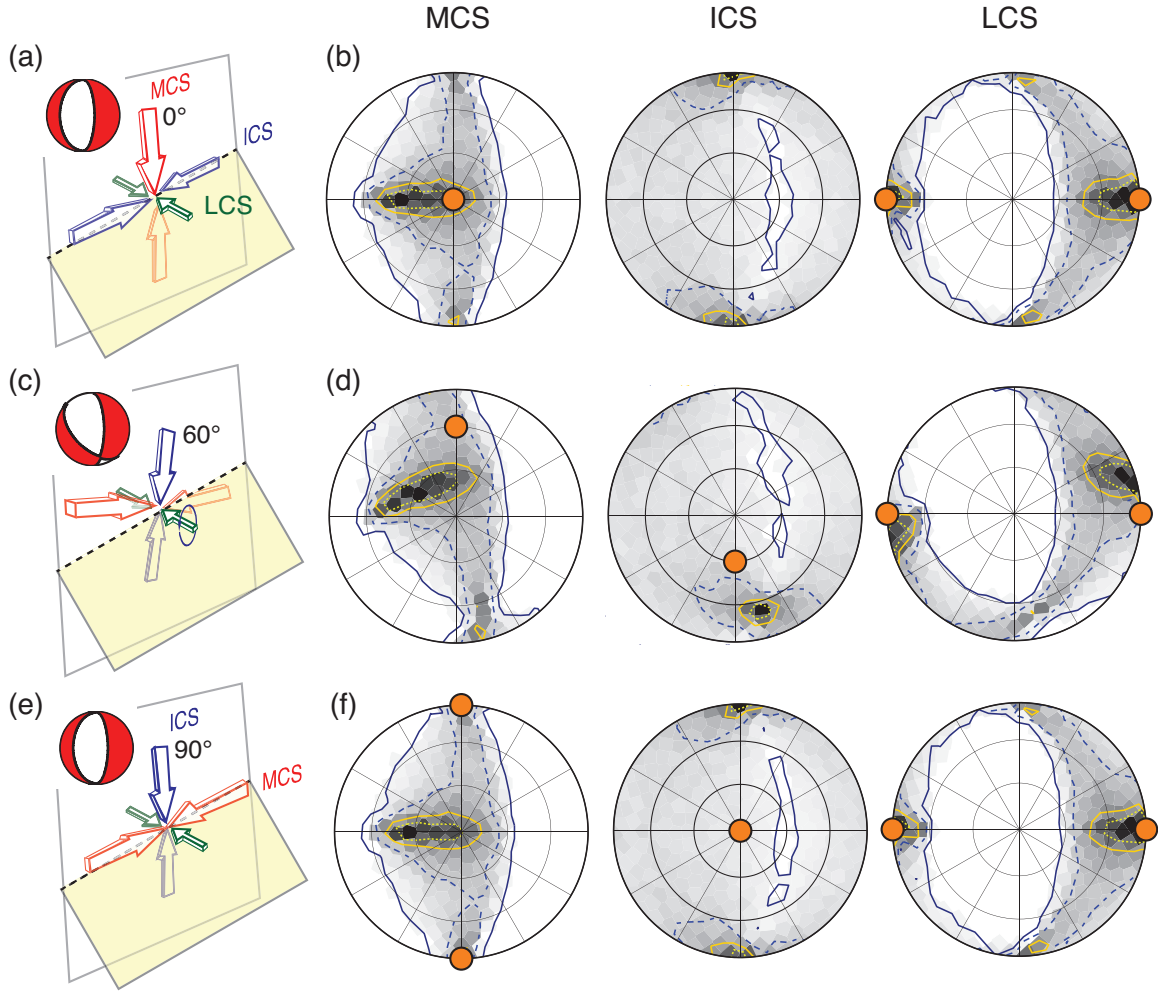 MCS ICS LCS
(a) (b)
MCS
0°
ICS
LCS
(c) (d)
60°
(e) (f)
ICS
90°
MCS